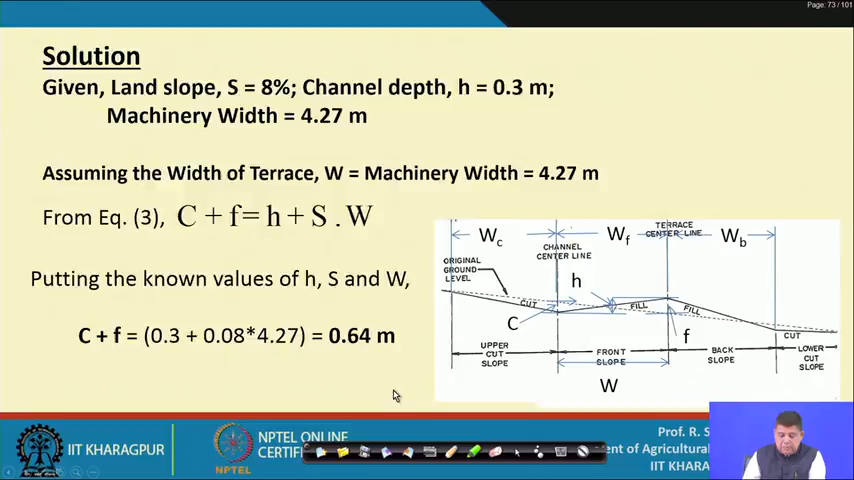 Page: 73 / 101
Solution
Given, Land slope, S = 8%; Channel depth, h = 0.3 m;
Machinery Width = 4.27 m
Assuming the Width of Terrace, W = Machinery Width = 4.27 m
From Eq. (3), C + f= h + S . W
Putting the known values of h, S and W,
C + f = (0.3 + 0.08*4.27) = 0.64 m
Wc
CHANNEL
CENTER LINE
Wf
TERRACE
CENTER LINE
Wb
ORIGINAL
GROUND
LEVEL
h
CUT
FILL
FILL
C
f
CUT
UPPER
CUT
SLOPE
FRONT
SLOPE
BACK
SLOPE
LOWER
CUT
SLOPE
W
IIT KHARAGPUR
NPTEL
NPTEL ONLINE
CERTIF
Prof. R. S
ent of Agricultura
IIT KHARA